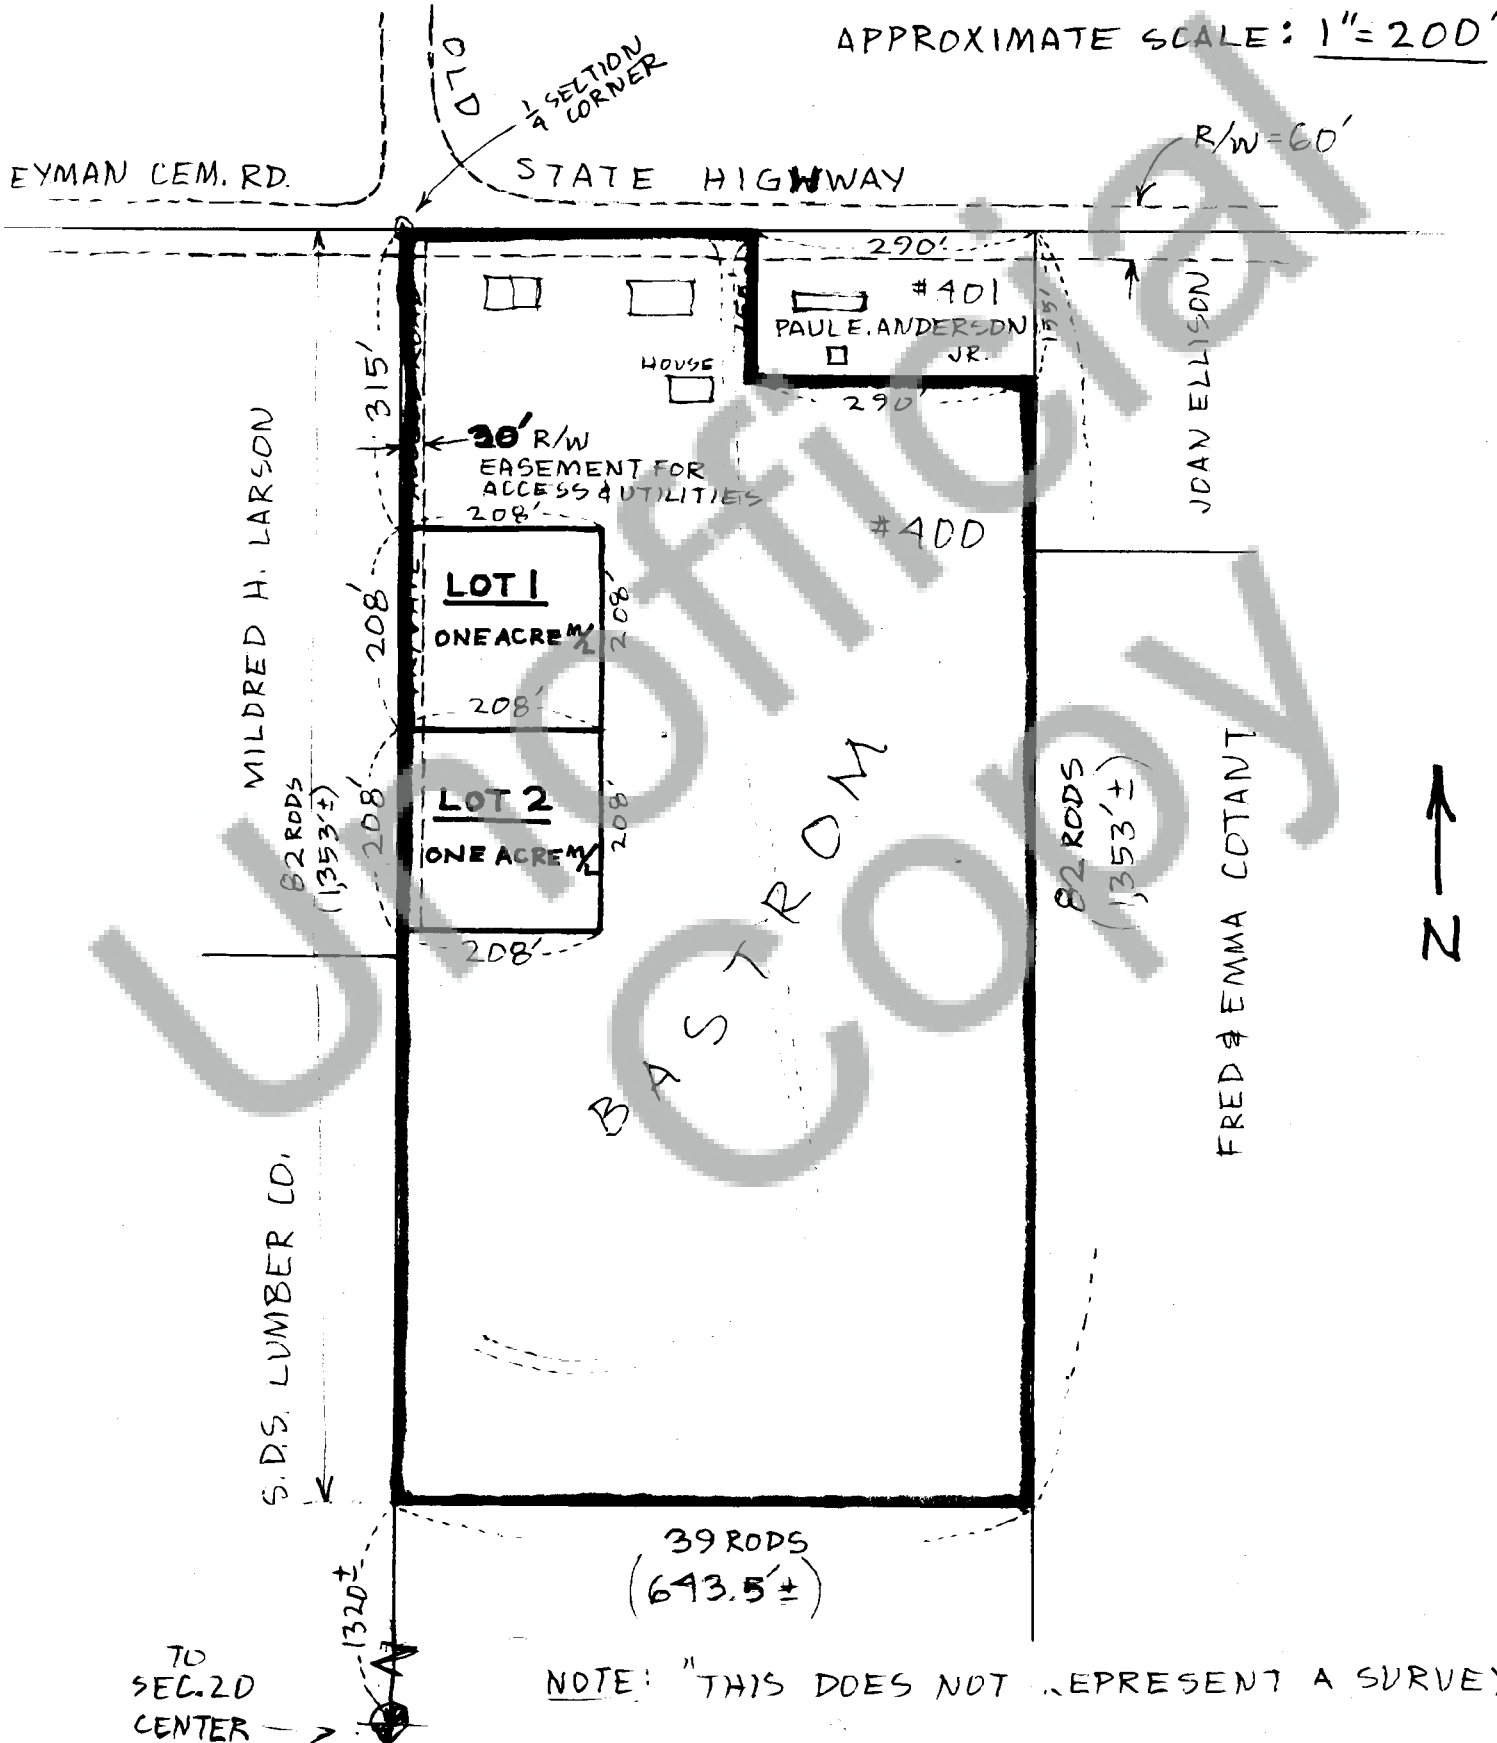 APPROXIMATE SCALE: 1"=200'
OLD
1/4 SECTION
CORNER
R/W=60'
EYMAN CEM. RD.
STATE HIGHWAY
290'
#401
PAUL E. ANDERSON
JR.
155'
155'
HOUSE
290'
JOAN ELLISON
315'
30' R/W
EASEMENT FOR
ACCESS & UTILITIES
PRIVATE ROAD
208'
#400
MILDRED H. LARSON
LOT 1
ONE ACRE M/L
208'
208'
208'
LOT 2
ONE ACRE M/L
208'
208'
208'
82 RODS
(1,353'±)
82 RODS
(1,353'±)
BASTROM
FRED & EMMA COTANT
N
S.D.S. LUMBER CO.
39 RODS
(643.5'±)
1320±
TO
SEC. 20
CENTER
NOTE: "THIS DOES NOT .EPRESENT A SURVEY
Unofficial
Copy